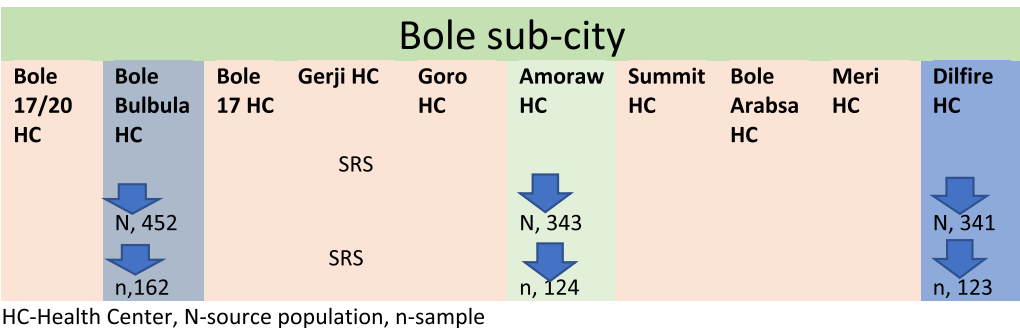 Bole sub-city
Bole 17/20 HC
Bole Bulbula HC
Bole 17 HC
Gerji HC
Goro HC
Amoraw HC
Summit HC
Bole Arabsa HC
Meri HC
Dilfire HC
SRS
N, 452
N, 343
N, 341
SRS
n,162
n, 124
n, 123
HC-Health Center, N-source population, n-sample